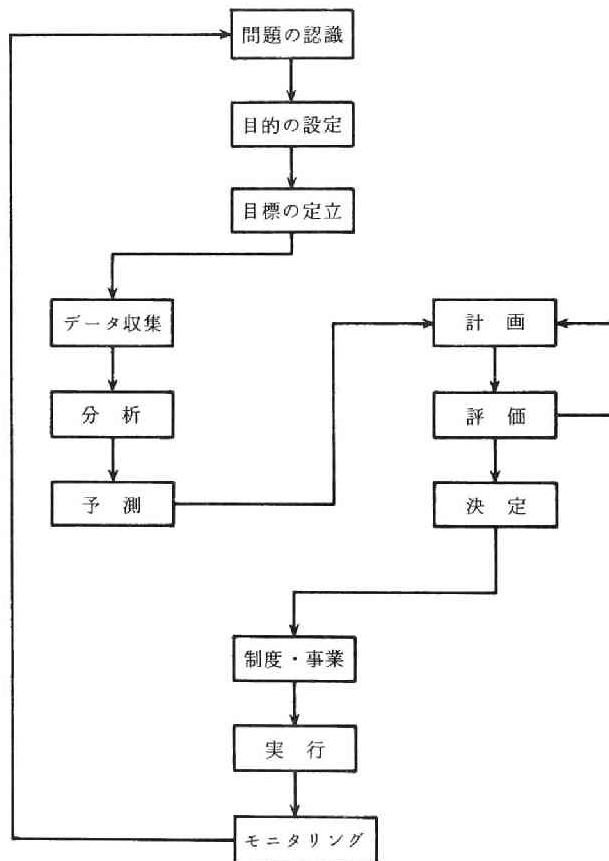 問題の認識
目的の設定
目標の定立
データ収集
分析
予測
計画
評価
決定
制度・事業
実行
モニタリング